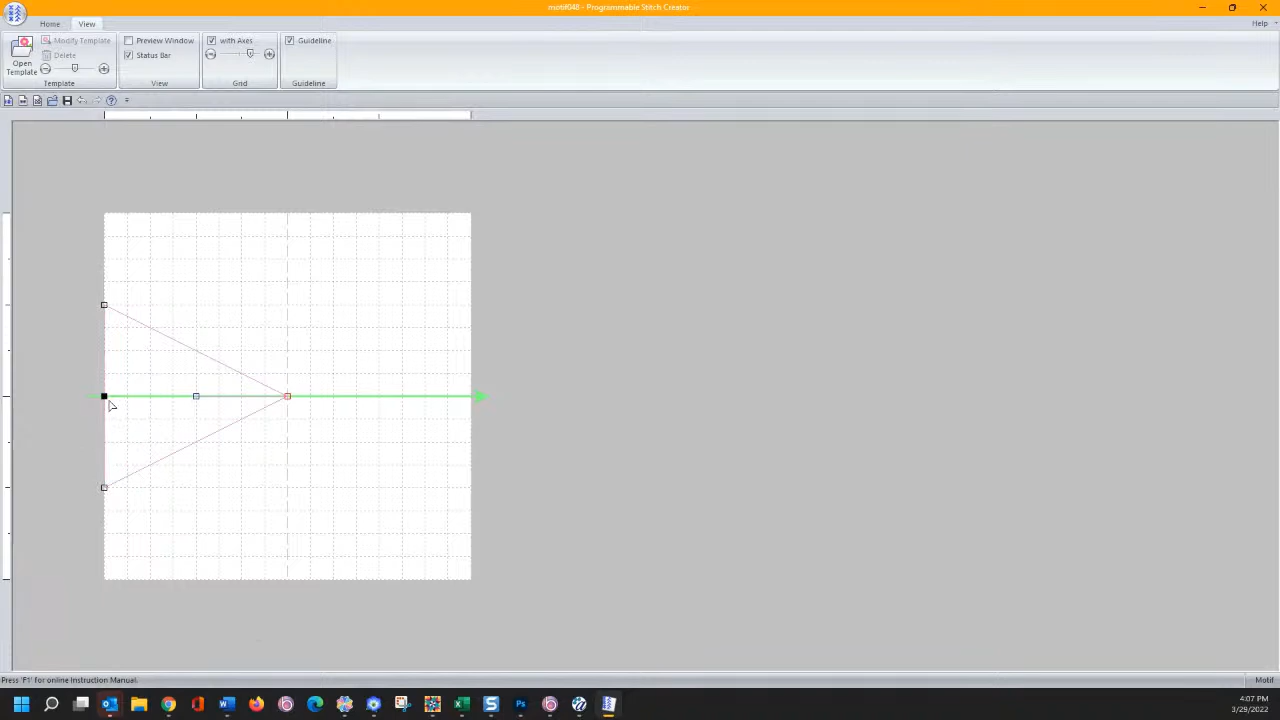 motif048 - Programmable Stitch Creator
Home View Help
Open Template
Modify Template
Delete
Template
Preview Window
Status Bar
View
with Axes
Grid
Guideline
Guideline
Press 'F1' for online Instruction Manual.
Motif
4:07 PM
3/29/2022